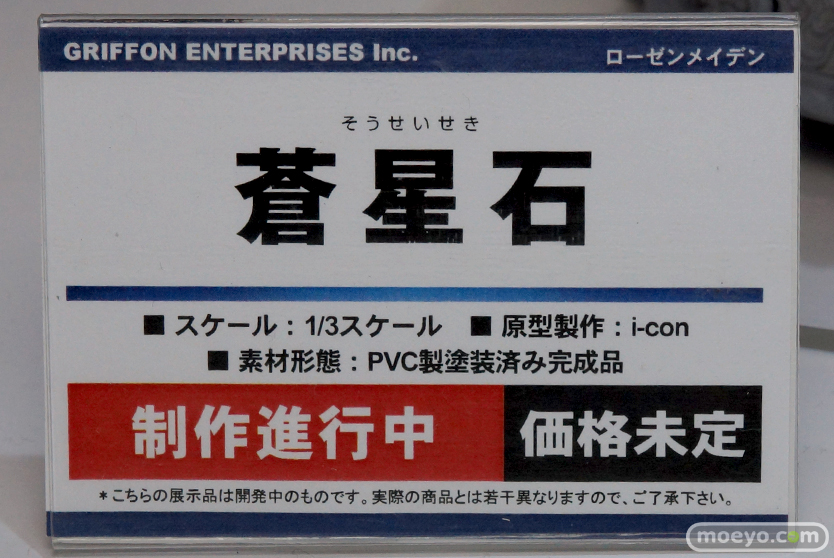 GRIFFON ENTERPRISES Inc. ローゼンメイデン
そうせいせき
蒼星石
■ スケール：1/3スケール ■ 原型製作：i-con
■ 素材形態：PVC製塗装済み完成品
制作進行中 価格未定
＊こちらの展示品は開発中のものです。実際の商品とは若干異なりますので、ご了承下さい。
moeyo.com